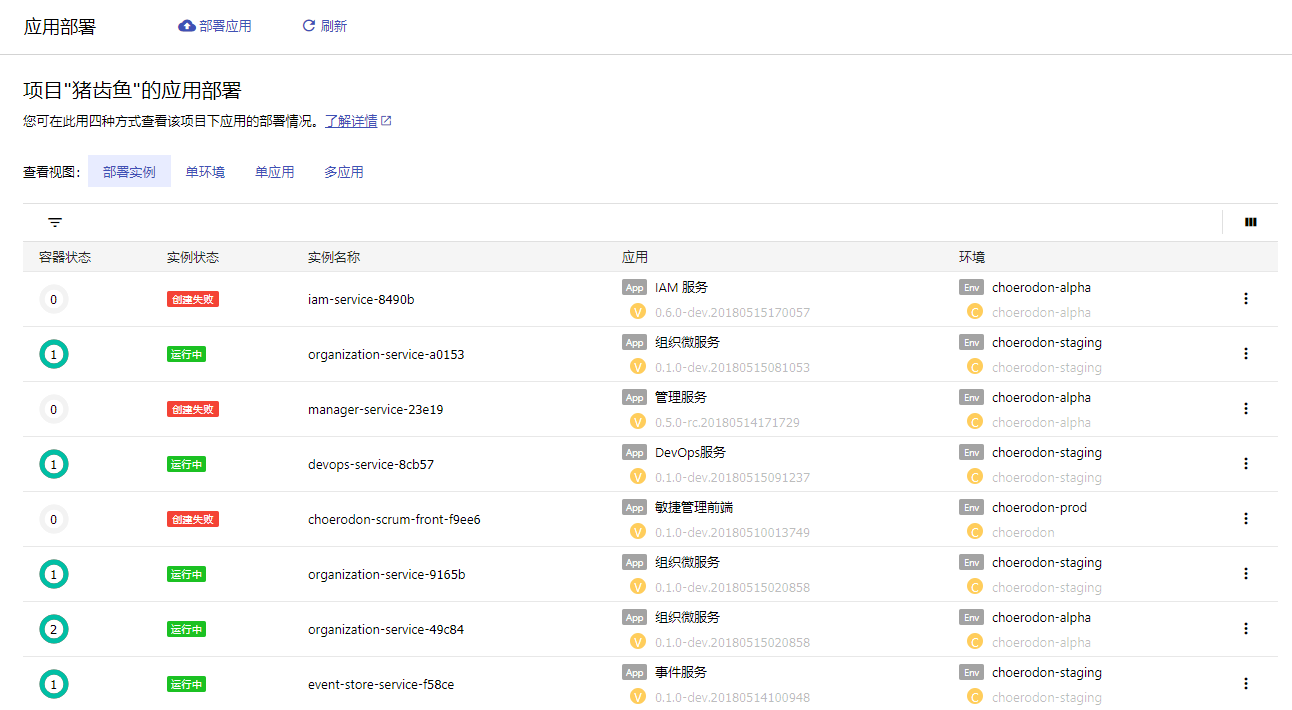 应用部署 部署应用 刷新
项目"猪齿鱼"的应用部署
您可在此用四种方式查看该项目下应用的部署情况。了解详情
查看视图: 部署实例 单环境 单应用 多应用
容器状态 实例状态 实例名称 应用 环境
0 创建失败 iam-service-8490b App IAM 服务 Env choerodon-alpha
V 0.6.0-dev.20180515170057 C choerodon-alpha
1 运行中 organization-service-a0153 App 组织微服务 Env choerodon-staging
V 0.1.0-dev.20180515081053 C choerodon-staging
0 创建失败 manager-service-23e19 App 管理服务 Env choerodon-alpha
V 0.5.0-rc.20180514171729 C choerodon-alpha
1 运行中 devops-service-8cb57 App DevOps服务 Env choerodon-staging
V 0.1.0-dev.20180515091237 C choerodon-staging
0 创建失败 choerodon-scrum-front-f9ee6 App 敏捷管理前端 Env choerodon-prod
V 0.1.0-dev.20180510013749 C choerodon
1 运行中 organization-service-9165b App 组织微服务 Env choerodon-staging
V 0.1.0-dev.20180515020858 C choerodon-staging
2 运行中 organization-service-49c84 App 组织微服务 Env choerodon-alpha
V 0.1.0-dev.20180515020858 C choerodon-alpha
1 运行中 event-store-service-f58ce App 事件服务 Env choerodon-staging
V 0.1.0-dev.20180514100948 C choerodon-staging